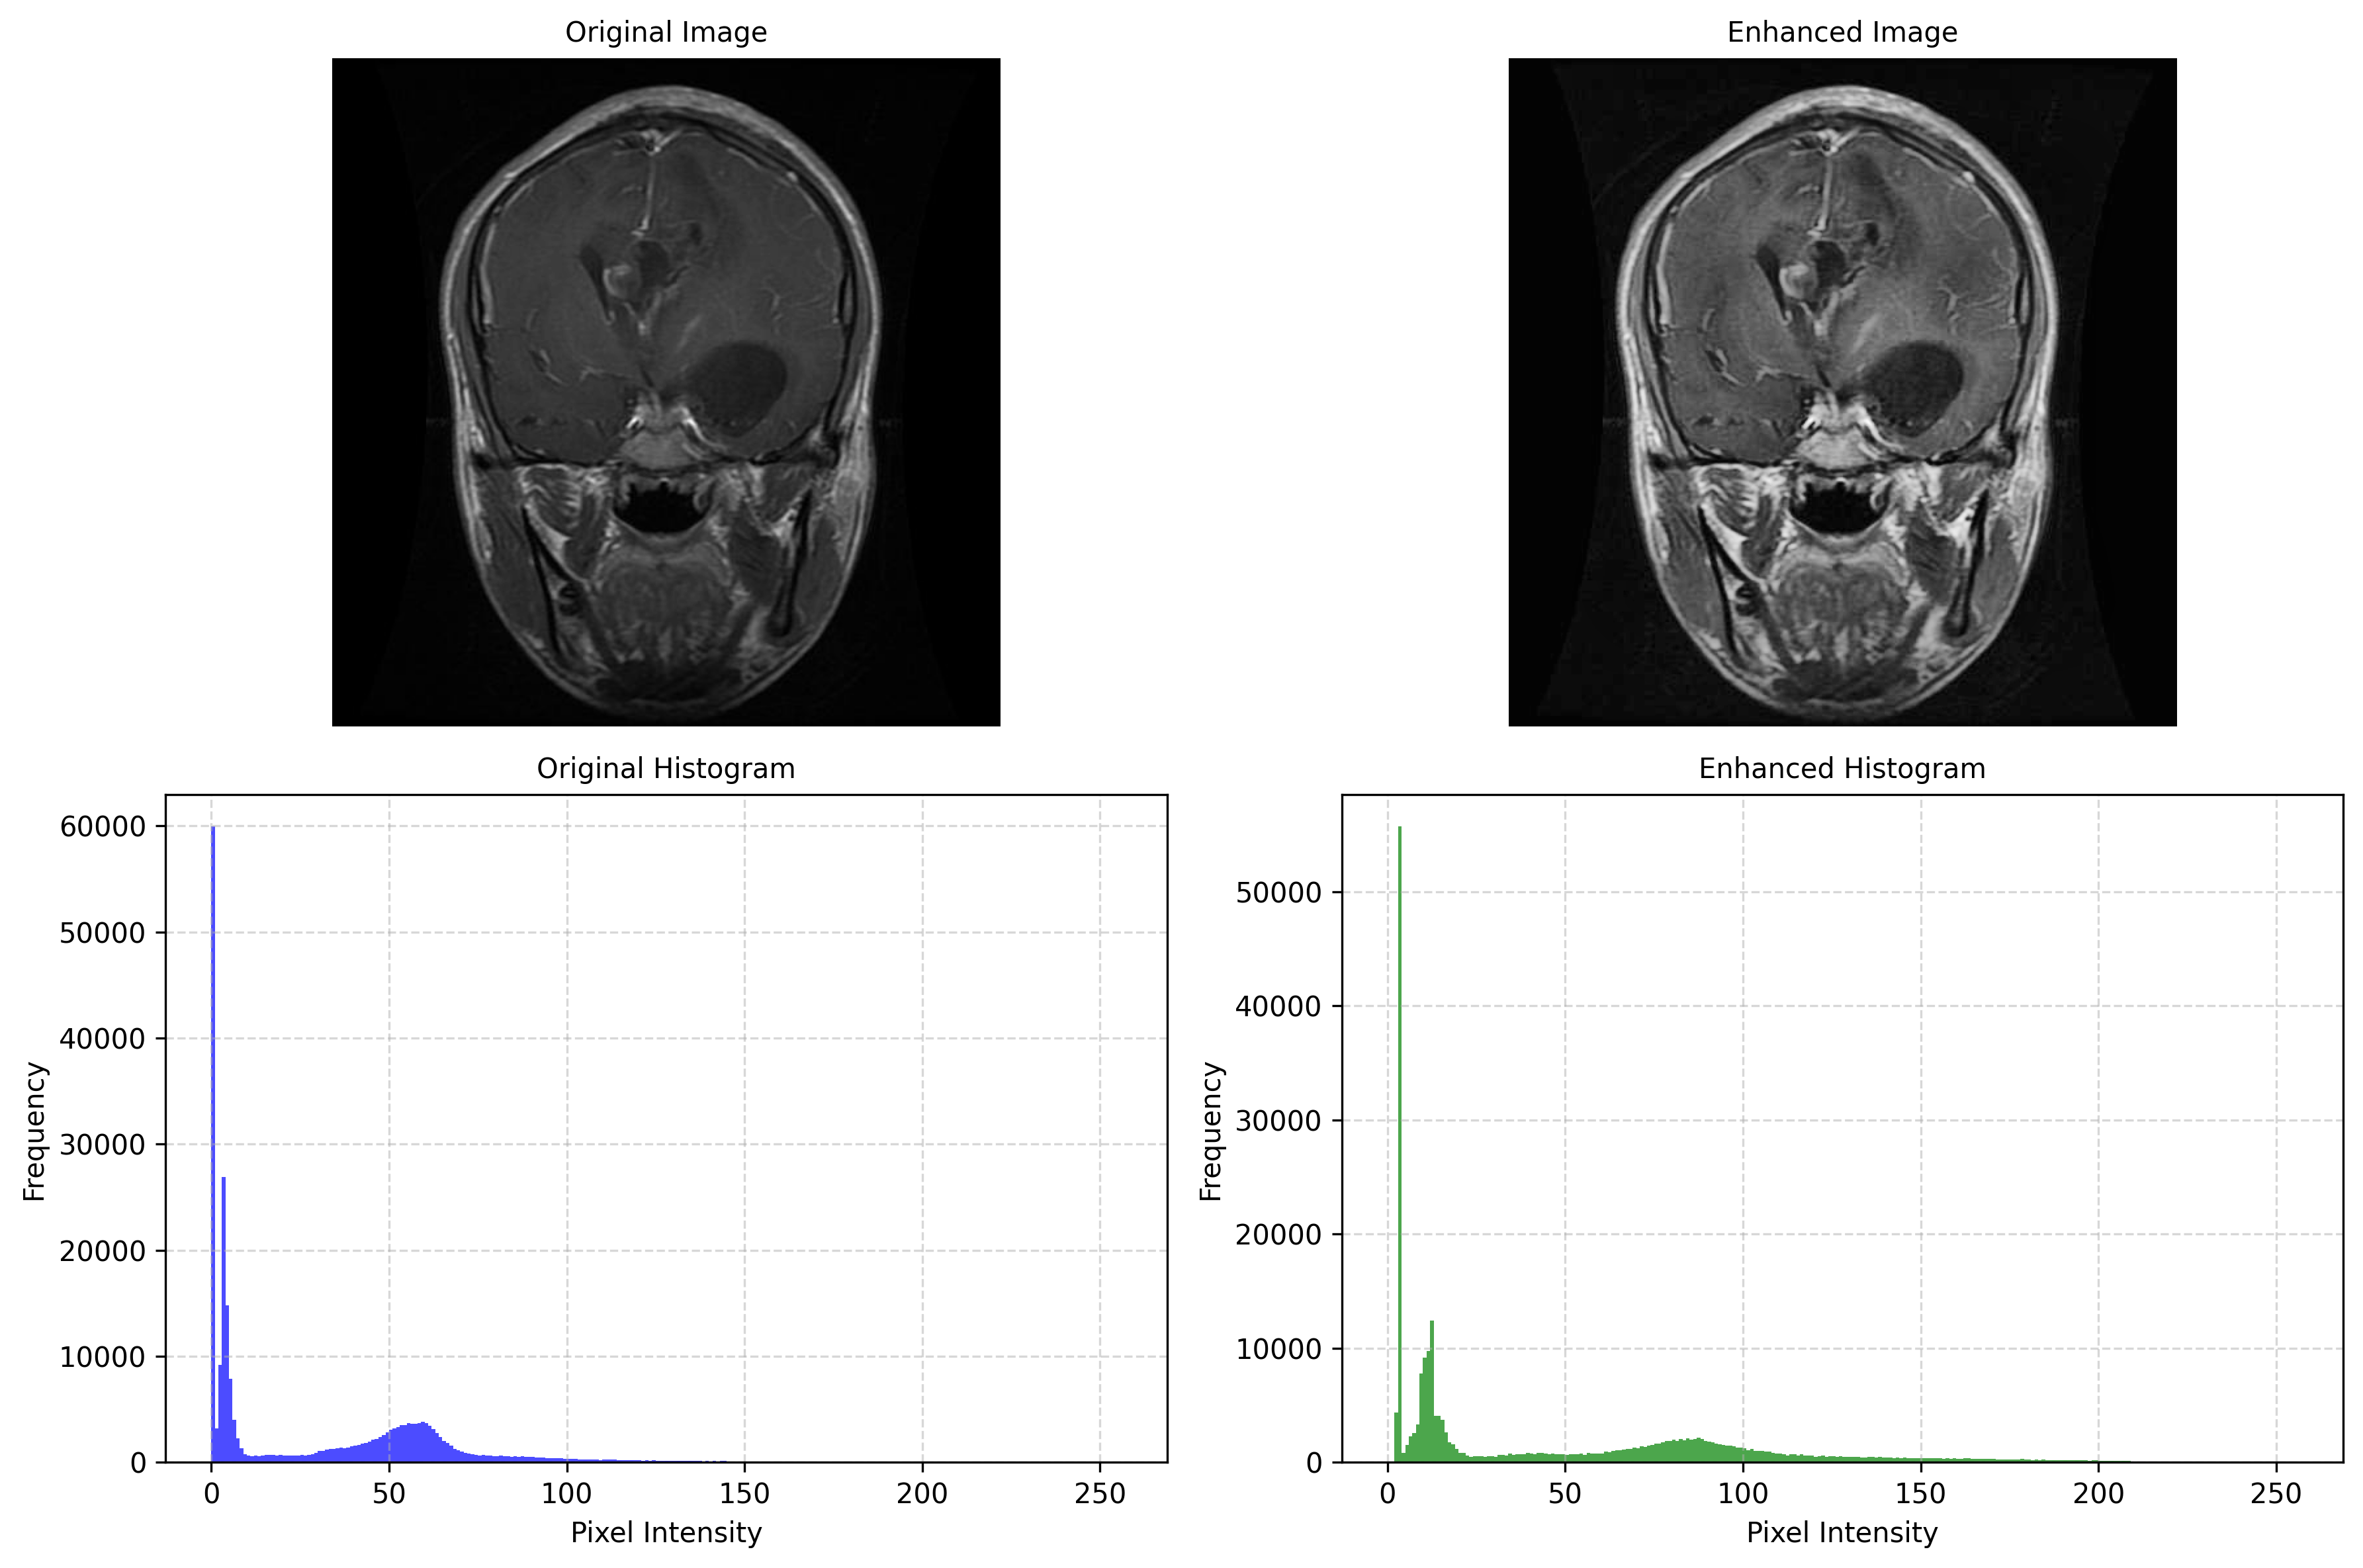 Original Image
Enhanced Image
Original Histogram
Enhanced Histogram
60000
50000
40000
30000
20000
10000
0
Frequency
0 50 100 150 200 250
Pixel Intensity
50000
40000
30000
20000
10000
0
Frequency
0 50 100 150 200 250
Pixel Intensity